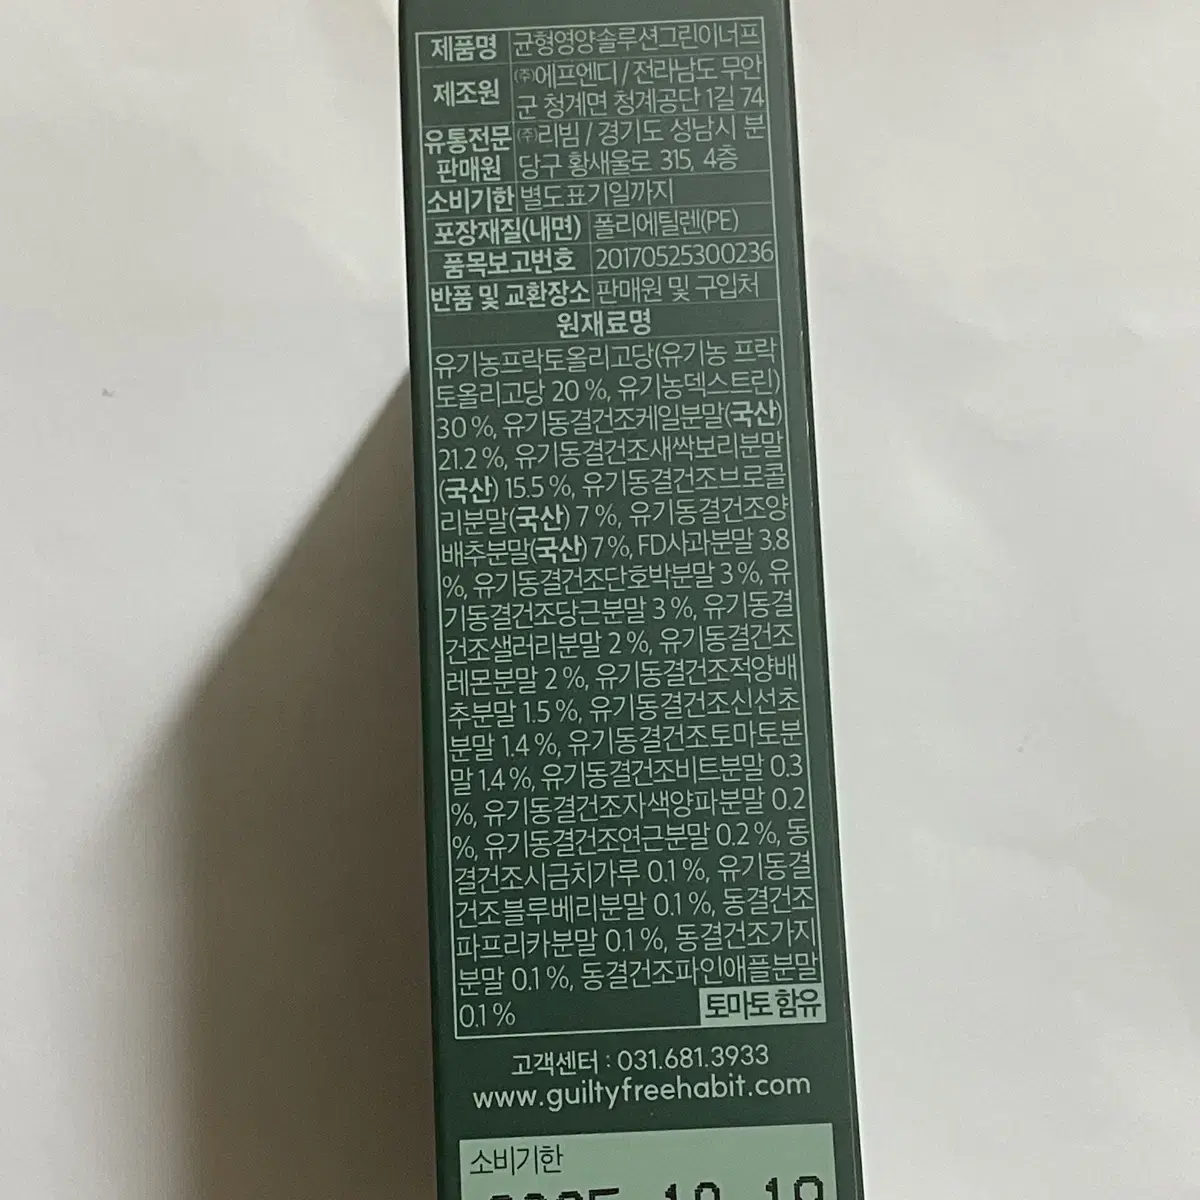 제품명 균형영양솔루션그린이너프
제조원 ㈜에프엔디 / 전라남도 무안
군 청계면 청계공단 1길 74
유통전문 ㈜리빔 / 경기도 성남시 분
판매원 당구 황새울로 315, 4층
소비기한 별도표기일까지
포장재질(내면) 폴리에틸렌(PE)
품목보고번호 20170525300236
반품 및 교환장소 판매원 및 구입처
원재료명
유기농프락토올리고당(유기농 프락
토올리고당 20 %, 유기농덱스트린)
30 %, 유기동결건조케일분말(국산)
21.2 %, 유기동결건조새싹보리분말
(국산) 15.5 %, 유기동결건조브로콜
리분말(국산) 7 %, 유기동결건조양
배추분말(국산) 7 %, FD사과분말 3.8
%, 유기동결건조단호박분말 3 %, 유
기동결건조당근분말 3 %, 유기동결
건조샐러리분말 2 %, 유기동결건조
레몬분말 2 %, 유기동결건조적양배
추분말 1.5 %, 유기동결건조신선초
분말 1.4 %, 유기동결건조토마토분
말 1.4 %, 유기동결건조비트분말 0.3
%, 유기동결건조자색양파분말 0.2
%, 유기동결건조연근분말 0.2 %, 동
결건조시금치가루 0.1 %, 유기동결
건조블루베리분말 0.1 %, 동결건조
파프리카분말 0.1 %, 동결건조가지
분말 0.1 %, 동결건조파인애플분말
0.1 % 토마토 함유
고객센터 : 031.681.3933
www.guiltyfreehabit.com
소비기한